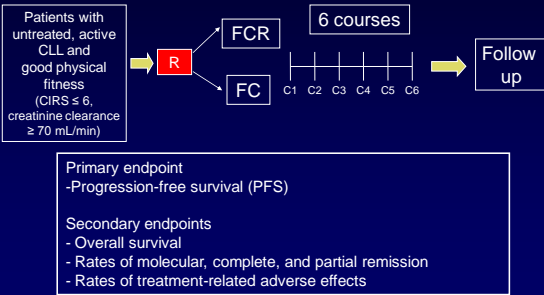 Patients with
untreated, active
CLL and
good physical
fitness
(CIRS ≤ 6,
creatinine clearance
≥ 70 mL/min)
R
FCR
FC
6 courses
C1 C2 C3 C4 C5 C6
Follow
up
Primary endpoint
-Progression-free survival (PFS)
Secondary endpoints
- Overall survival
- Rates of molecular, complete, and partial remission
- Rates of treatment-related adverse effects